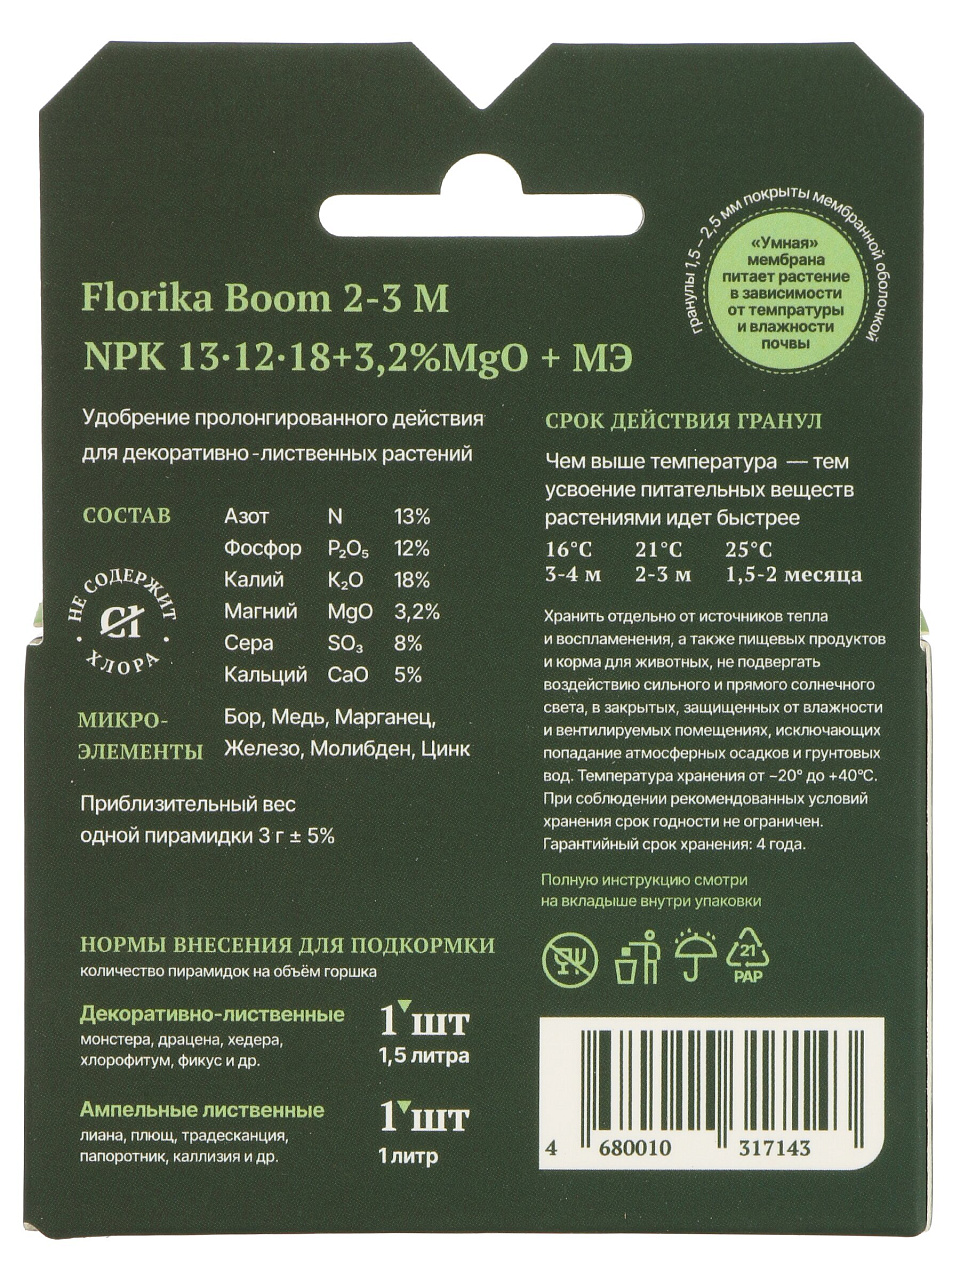 гранулы 1,5 – 2,5 мм покрыты мембранной оболочкой
«Умная»
мембрана
питает растение
в зависимости
от темпратуры
и влажности
почвы
Florika Boom 2-3 М
NPK 13·12·18+3,2%MgO + МЭ
Удобрение пролонгированного действия
для декоративно-лиственных растений
СОСТАВ
Азот N 13%
Фосфор P₂O₅ 12%
Калий K₂O 18%
Магний MgO 3,2%
Сера SO₃ 8%
Кальций CaO 5%
НЕ СОДЕРЖИТ
Cl
ХЛОРА
МИКРО-
ЭЛЕМЕНТЫ
Бор, Медь, Марганец,
Железо, Молибден, Цинк
Приблизительный вес
одной пирамидки 3 г ± 5%
НОРМЫ ВНЕСЕНИЯ ДЛЯ ПОДКОРМКИ
количество пирамидок на объём горшка
Декоративно-лиственные
монстера, драцена, хедера,
хлорофитум, фикус и др.
1 шт
1,5 литра
Ампельные лиственные
лиана, плющ, традесканция,
папоротник, каллизия и др.
1 шт
1 литр
СРОК ДЕЙСТВИЯ ГРАНУЛ
Чем выше температура — тем
усвоение питательных веществ
растениями идет быстрее
16°C 21°C 25°C
3-4 м 2-3 м 1,5-2 месяца
Хранить отдельно от источников тепла
и воспламенения, а также пищевых продуктов
и корма для животных, не подвергать
воздействию сильного и прямого солнечного
света, в закрытых, защищенных от влажности
и вентилируемых помещениях, исключающих
попадание атмосферных осадков и грунтовых
вод. Температура хранения от −20° до +40°С.
При соблюдении рекомендованных условий
хранения срок годности не ограничен.
Гарантийный срок хранения: 4 года.
Полную инструкцию смотри
на вкладыше внутри упаковки
21
PAP
4 680010 317143